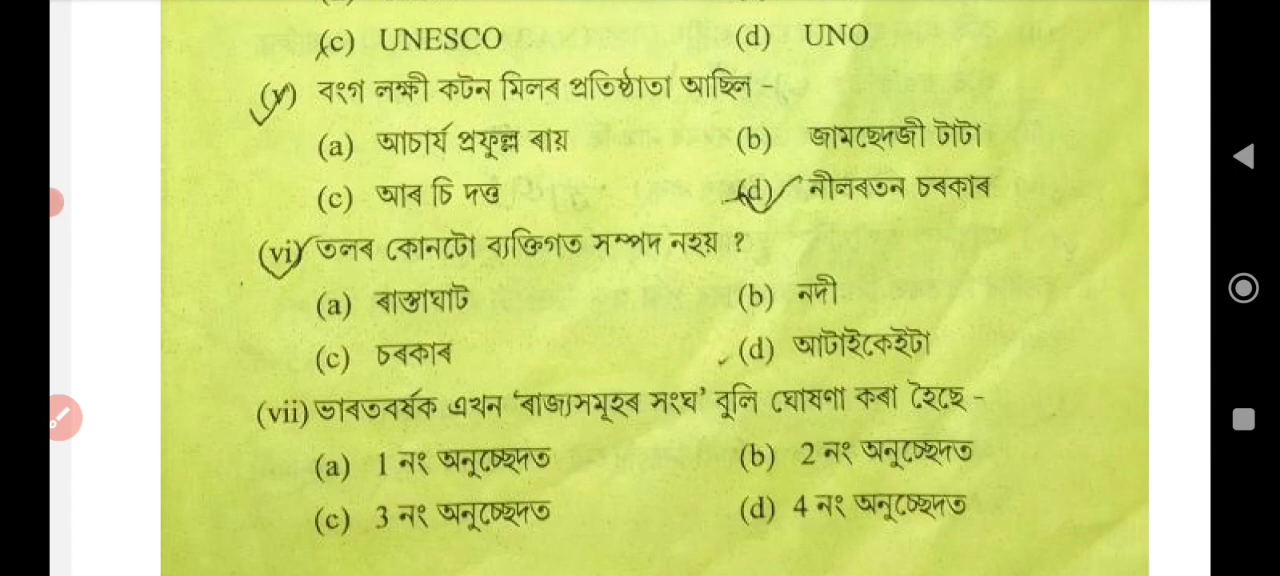 (c) UNESCO (d) UNO
(v) বংগ লক্ষী কটন মিলৰ প্ৰতিষ্ঠাতা আছিল -
(a) আচাৰ্য প্ৰফুল্ল ৰায় (b) জামছেদজী টাটা
(c) আৰ চি দত্ত (d) নীলৰতন চৰকাৰ
(vi) তলৰ কোনটো ব্যক্তিগত সম্পদ নহয় ?
(a) ৰাস্তাঘাট (b) নদী
(c) চৰকাৰ (d) আটাইকেইটা
(vii) ভাৰতবৰ্ষক এখন ‘ৰাজ্যসমূহৰ সংঘ’ বুলি ঘোষণা কৰা হৈছে -
(a) 1 নং অনুচ্ছেদত (b) 2 নং অনুচ্ছেদত
(c) 3 নং অনুচ্ছেদত (d) 4 নং অনুচ্ছেদত